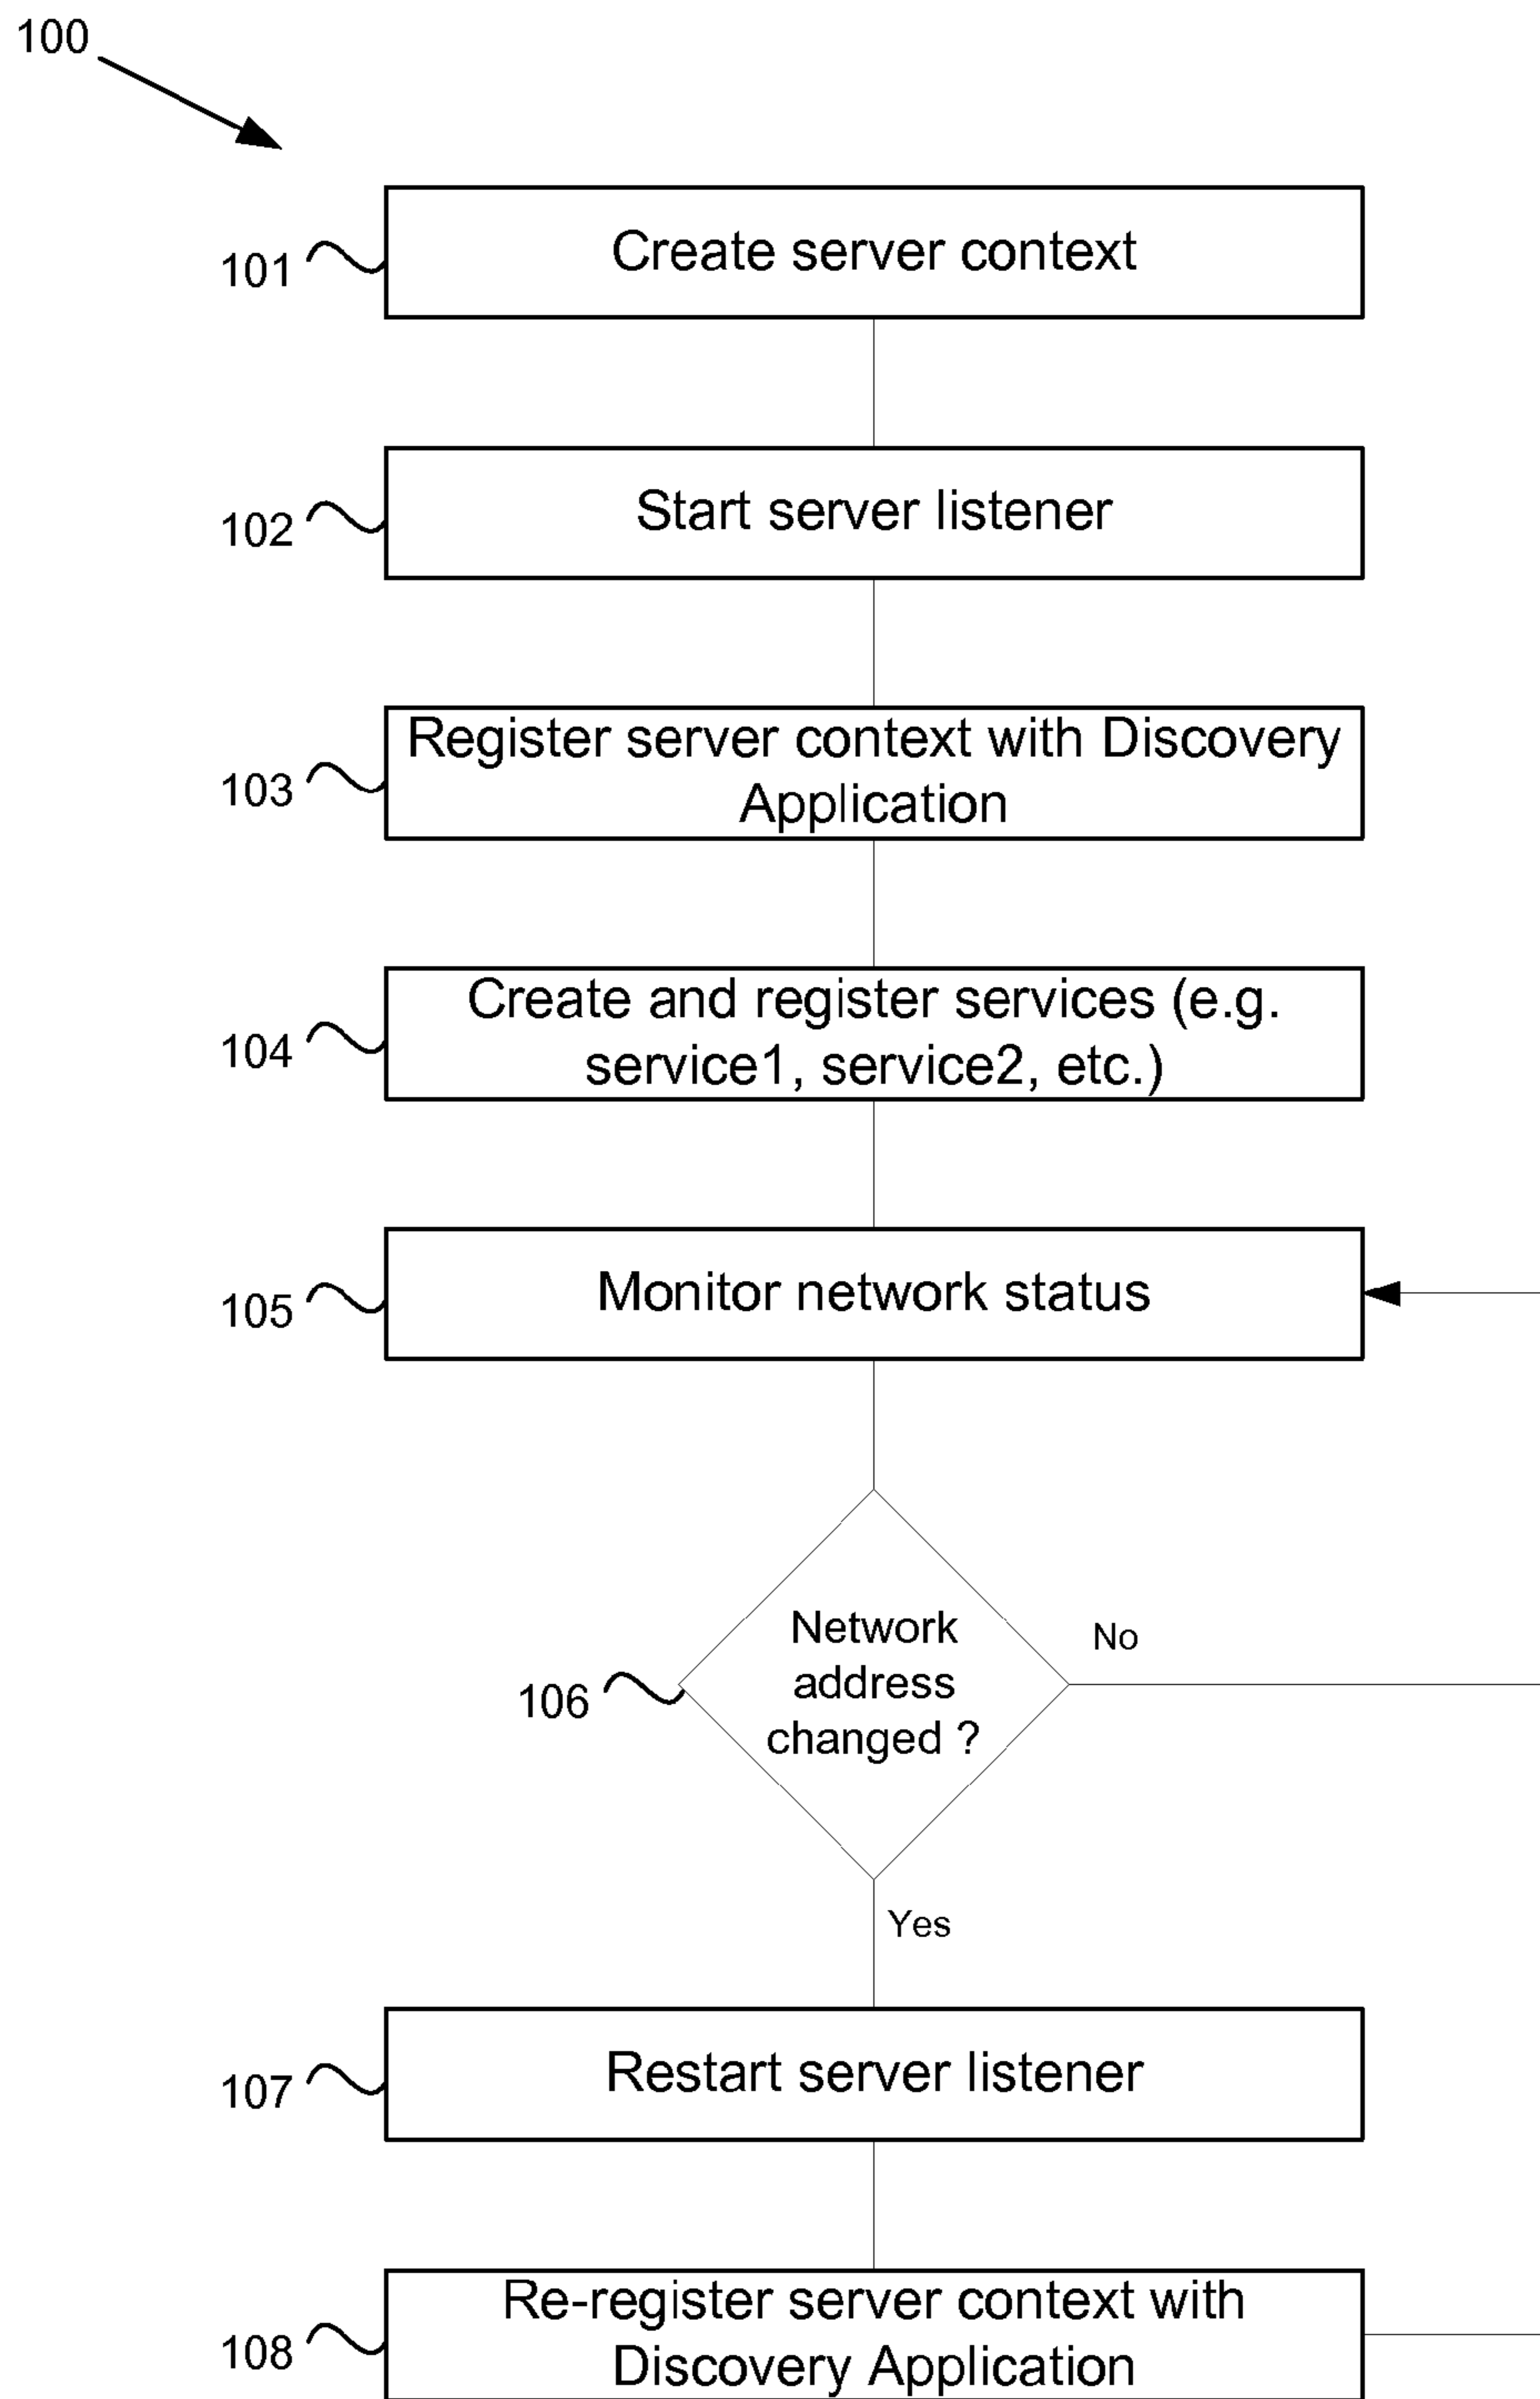 100
101
Create server context
102
Start server listener
103
Register server context with Discovery
Application
104
Create and register services (e.g.
service1, service2, etc.)
105
Monitor network status
106
Network
address
changed ?
No
Yes
107
Restart server listener
108
Re-register server context with
Discovery Application